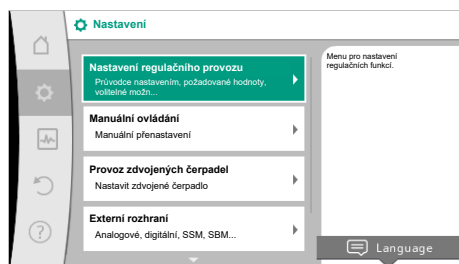 Nastavení
Nastavení regulačního provozu
Průvodce nastavením, požadované hodnoty,
volitelné možn...
Manuální ovládání
Manuální přenastavení
Provoz zdvojených čerpadel
Nastavit zdvojené čerpadlo
Externí rozhraní
Analogové, digitální, SSM, SBM...
Menu pro nastavení
regulačních funkcí.
Language